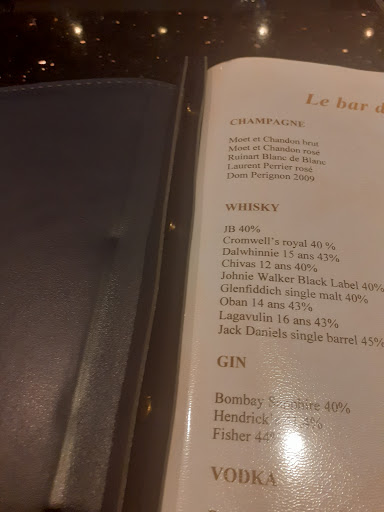 Le bar d
CHAMPAGNE
Moet et Chandon brut
Moet et Chandon rosé
Ruinart Blanc de Blanc
Laurent Perrier rosé
Dom Perignon 2009
WHISKY
JB 40%
Cromwell's royal 40 %
Dalwhinnie 15 ans 43%
Chivas 12 ans 40%
Johnie Walker Black Label 40%
Glenfiddich single malt 40%
Oban 14 ans 43%
Lagavulin 16 ans 43%
Jack Daniels single barrel 45%
GIN
Bombay Sapphire 40%
Hendrick'
Fisher 44%
VODKA